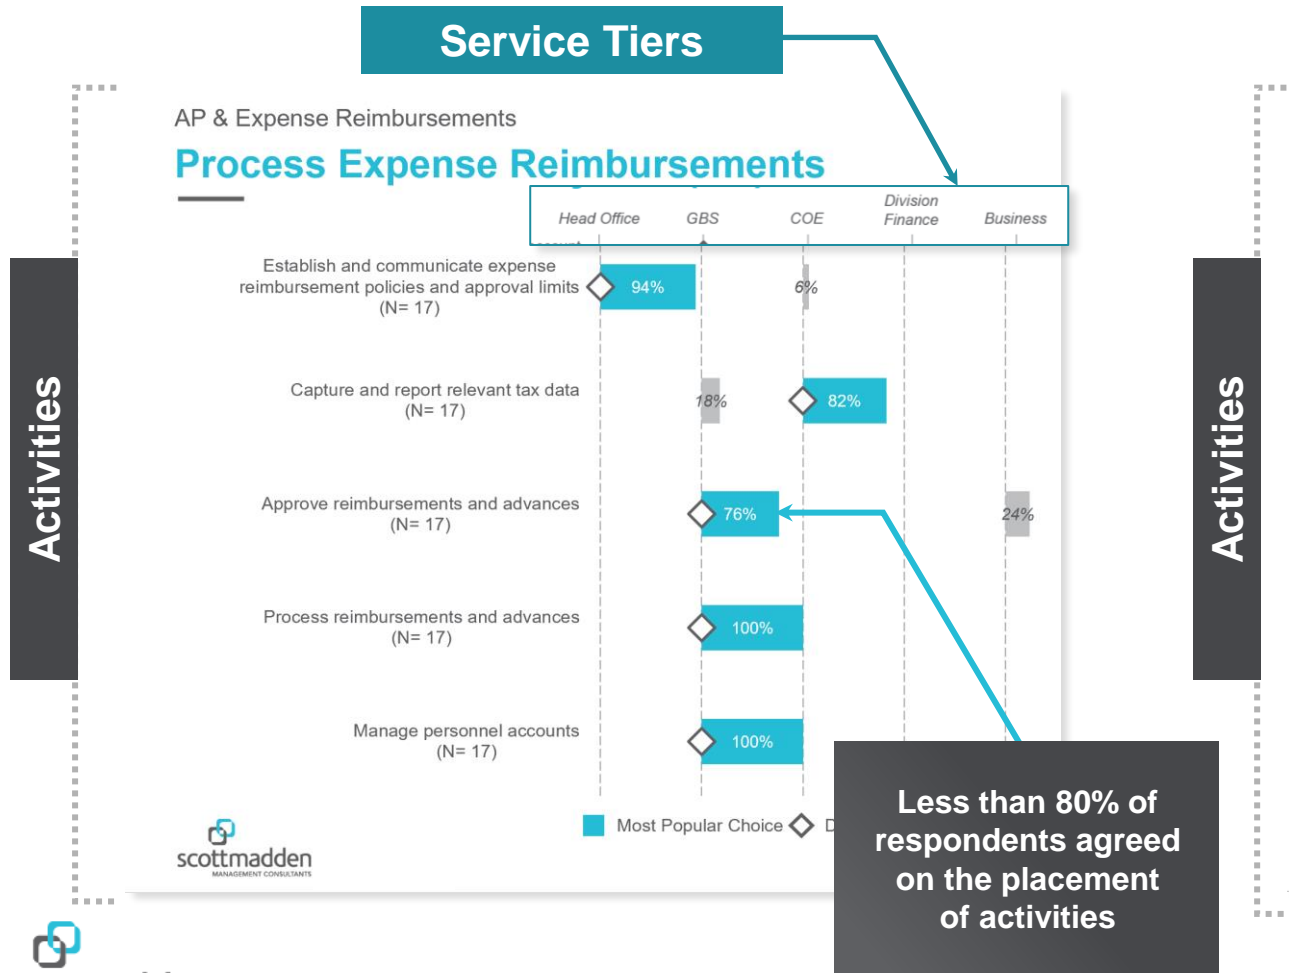 Service Tiers
AP & Expense Reimbursements
Process Expense Reimbursements
Head Office
GBS
COE
Division
Finance
Business
Activities
Establish and communicate expense
reimbursement policies and approval limits
(N= 17)
94%
6%
Capture and report relevant tax data
(N= 17)
18%
82%
Approve reimbursements and advances
(N= 17)
76%
24%
Process reimbursements and advances
(N= 17)
100%
Manage personnel accounts
(N= 17)
100%
Activities
Most Popular Choice
D
Less than 80% of
respondents agreed
on the placement
of activities
scottmadden
MANAGEMENT CONSULTANTS